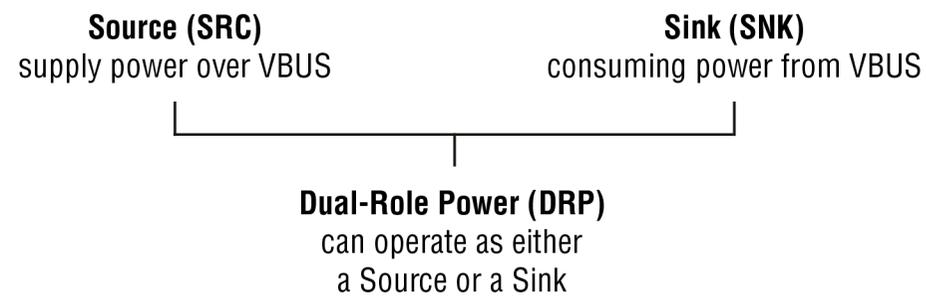 Source (SRC)
supply power over VBUS
Sink (SNK)
consuming power from VBUS
Dual-Role Power (DRP)
can operate as either
a Source or a Sink